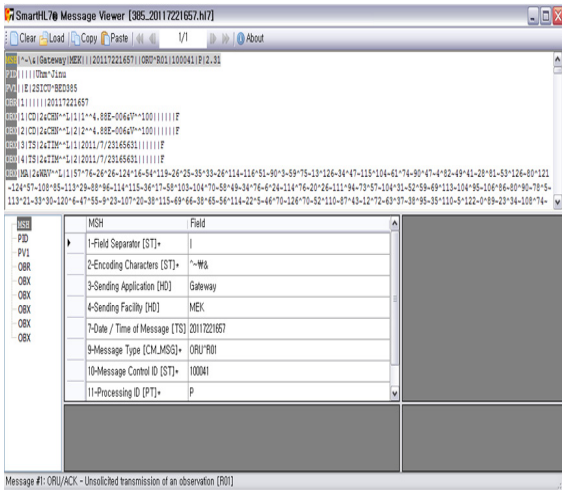 SmartHL7® Message Viewer [385_20117221657.hl7]
Clear Load Copy Paste 1/1 About
MSH|^~\&|Gateway|MEK|||20117221657||ORU^R01|100041|P|2.31
PID|||||Uhm^Jinu
PV1||E|2SICU^BED385
OBR|1||||||20117221657
OBX|1|CD|2&CHN^^L|1|1^^4.88E-006&V^^100||||||F
OBX|2|CD|2&CHN^^L|2|2^^4.88E-006&V^^100||||||F
OBX|3|TS|2&TIM^^L|1|2011/7/23165631||||||F
OBX|4|TS|2&TIM^^L|2|2011/7/23165631||||||F
MSH
PID
PV1
OBR
OBX
OBX
OBX
OBX
OBX
MSH Field
1-Field Separator [ST]* |
2-Encoding Characters [ST]* ^~₩&
3-Sending Application [HD] Gateway
4-Sending Facility [HD] MEK
7-Date / Time of Message [TS] 20117221657
9-Message Type [CM_MSG]* ORU^R01
10-Message Control ID [ST]* 100041
11-Processing ID [PT]* P
Message #1: ORU/ACK - Unsolicited transmission of an observation [R01]